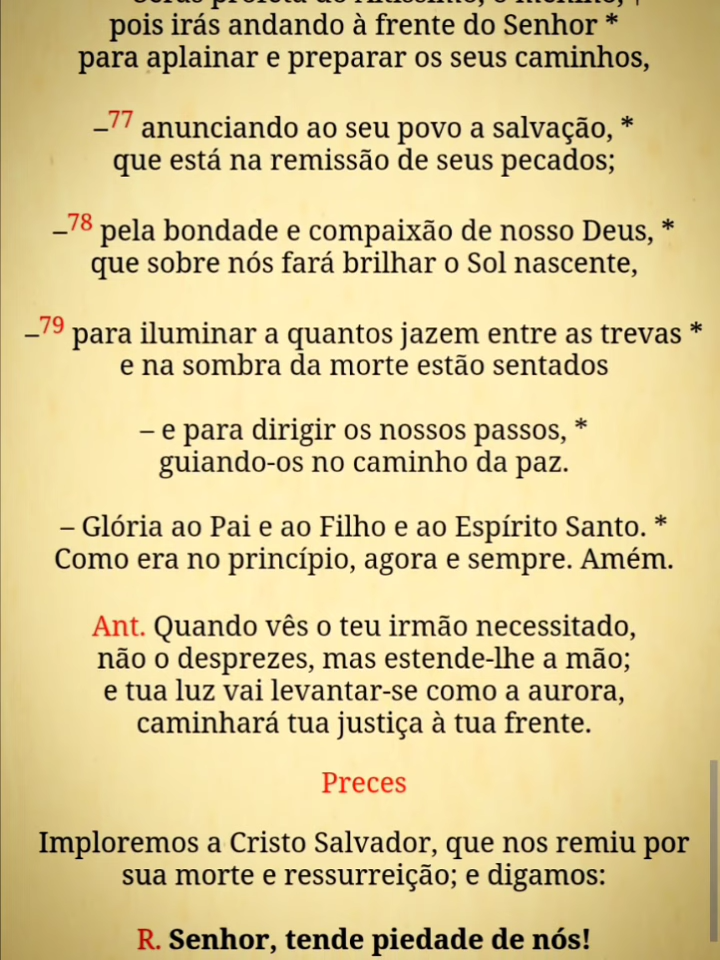 pois irás andando à frente do Senhor *
para aplainar e preparar os seus caminhos,
–77 anunciando ao seu povo a salvação, *
que está na remissão de seus pecados;
–78 pela bondade e compaixão de nosso Deus, *
que sobre nós fará brilhar o Sol nascente,
–79 para iluminar a quantos jazem entre as trevas *
e na sombra da morte estão sentados
– e para dirigir os nossos passos, *
guiando-os no caminho da paz.
– Glória ao Pai e ao Filho e ao Espírito Santo. *
Como era no princípio, agora e sempre. Amém.
Ant. Quando vês o teu irmão necessitado,
não o desprezes, mas estende-lhe a mão;
e tua luz vai levantar-se como a aurora,
caminhará tua justiça à tua frente.
Preces
Imploremos a Cristo Salvador, que nos remiu por
sua morte e ressurreição; e digamos:
R. Senhor, tende piedade de nós!